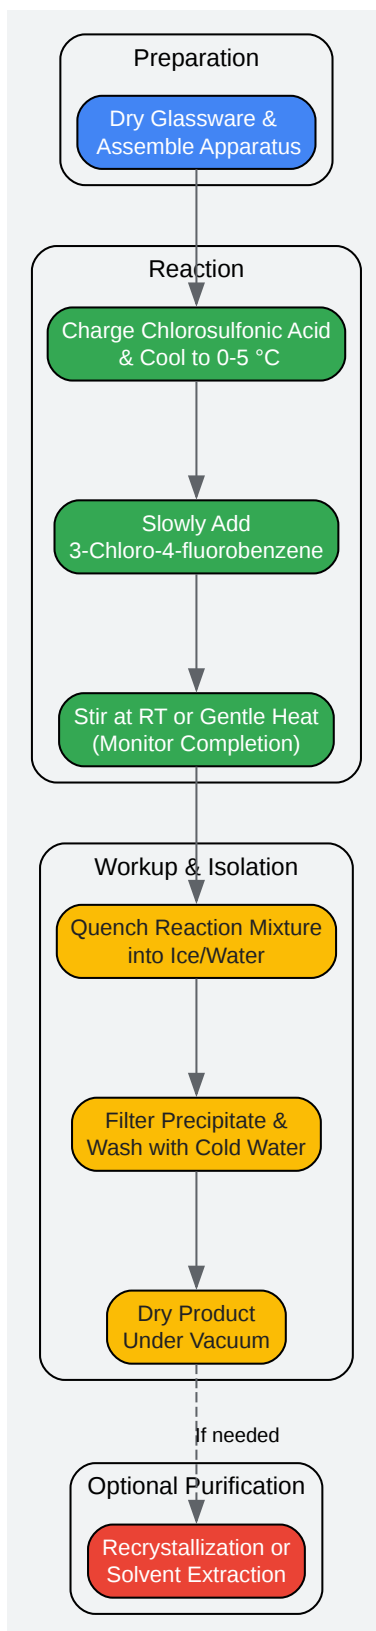 Preparation
Dry Glassware &
Assemble Apparatus
Reaction
Charge Chlorosulfonic Acid
& Cool to 0-5 °C
Slowly Add
3-Chloro-4-fluorobenzene
Stir at RT or Gentle Heat
(Monitor Completion)
Workup & Isolation
Quench Reaction Mixture
into Ice/Water
Filter Precipitate &
Wash with Cold Water
Dry Product
Under Vacuum
If needed
Optional Purification
Recrystallization or
Solvent Extraction